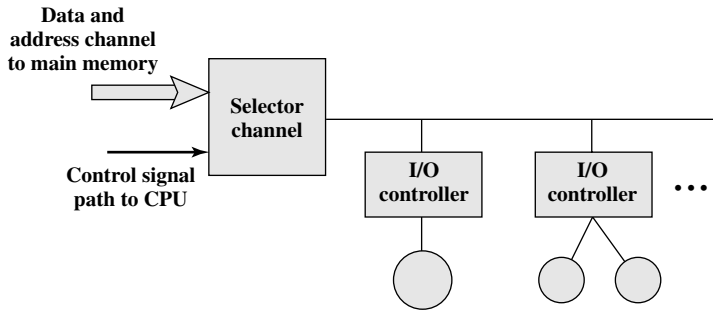 Data and
address channel
to main memory
Selector
channel
Control signal
path to CPU
I/O
controller
I/O
controller
...